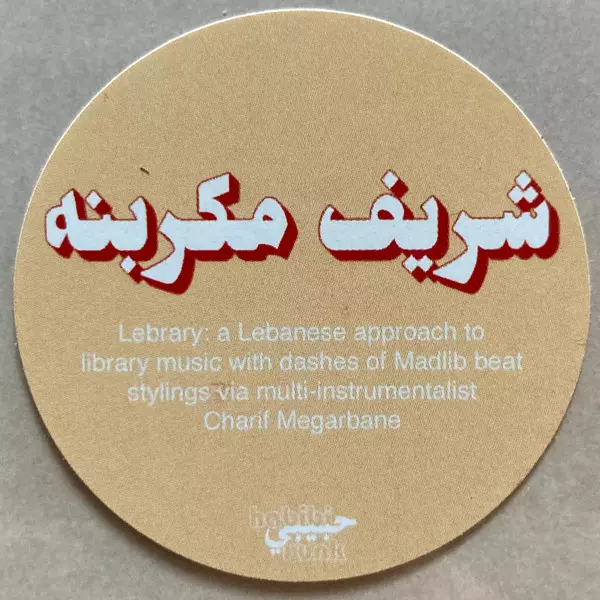 شريف مكربنه
Lebrary: a Lebanese approach to
library music with dashes of Madlib beat
stylings via multi-instrumentalist
Charif Megarbane
habibi
حبيبي
funk